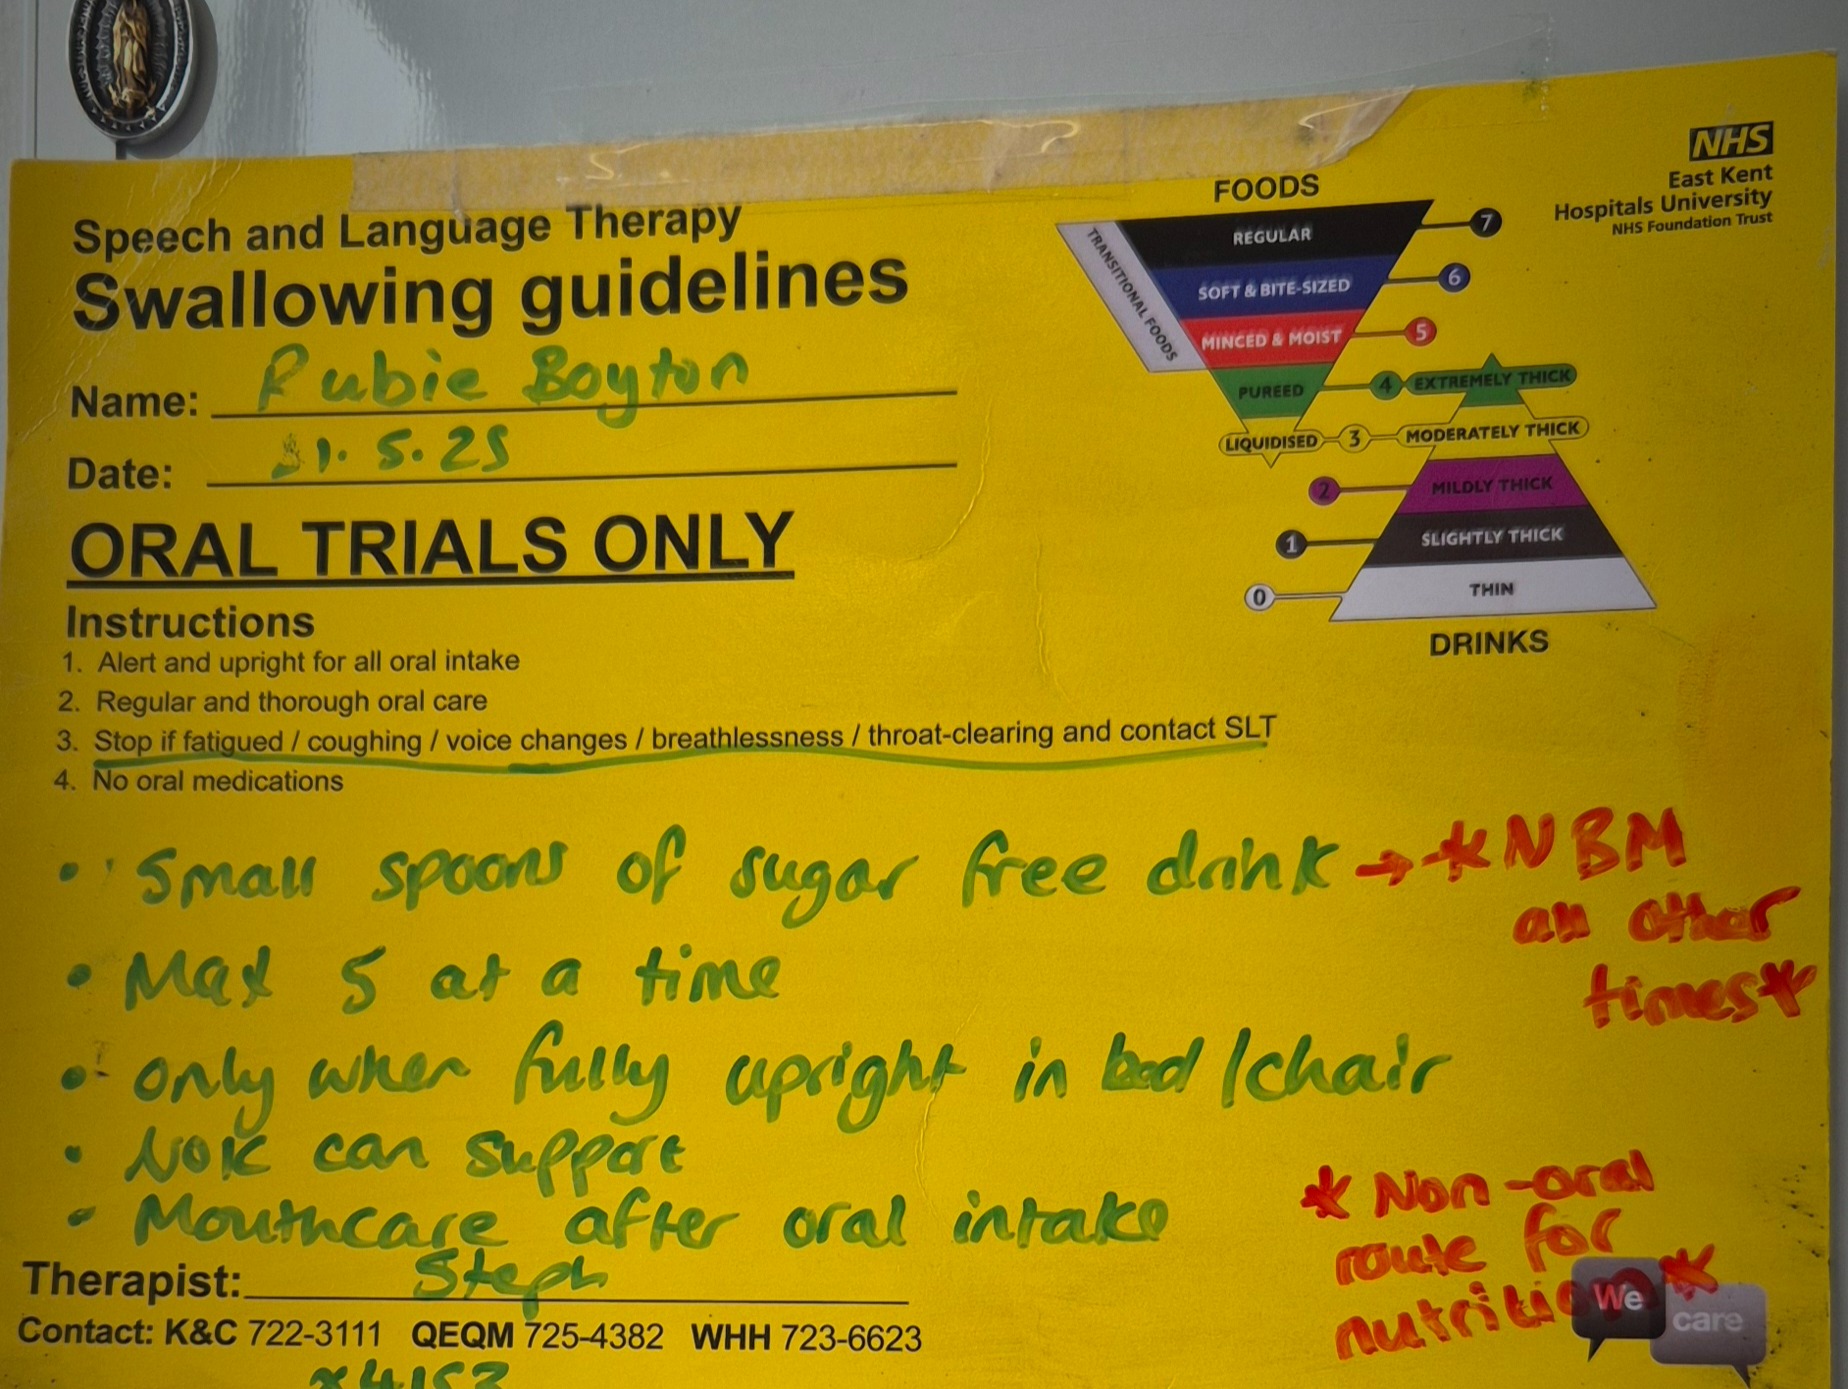 NHS
East Kent
Hospitals University
NHS Foundation Trust
Speech and Language Therapy
Swallowing guidelines
Name: Rubie Boyton
Date: 5.25
ORAL TRIALS ONLY
FOODS
TRANSITIONAL FOODS
REGULAR 7
SOFT & BITE-SIZED 6
MINCED & MOIST 5
PUREED 4 EXTREMELY THICK
LIQUIDISED 3 MODERATELY THICK
2 MILDLY THICK
1 SLIGHTLY THICK
0 THIN
DRINKS
Instructions
1. Alert and upright for all oral intake
2. Regular and thorough oral care
3. Stop if fatigued / coughing / voice changes / breathlessness / throat-clearing and contact SLT
4. No oral medications
• Small spoons of sugar free drink → *NBM
all other
times*
• Max 5 at a time
• Only when fully upright in bed/chair
• NOK can support
• Mouthcare after oral intake
* Non-oral
route for
nutrition *
Therapist: Steph
Contact: K&C 722-3111 QEQM 725-4382 WHH 723-6623
We
care